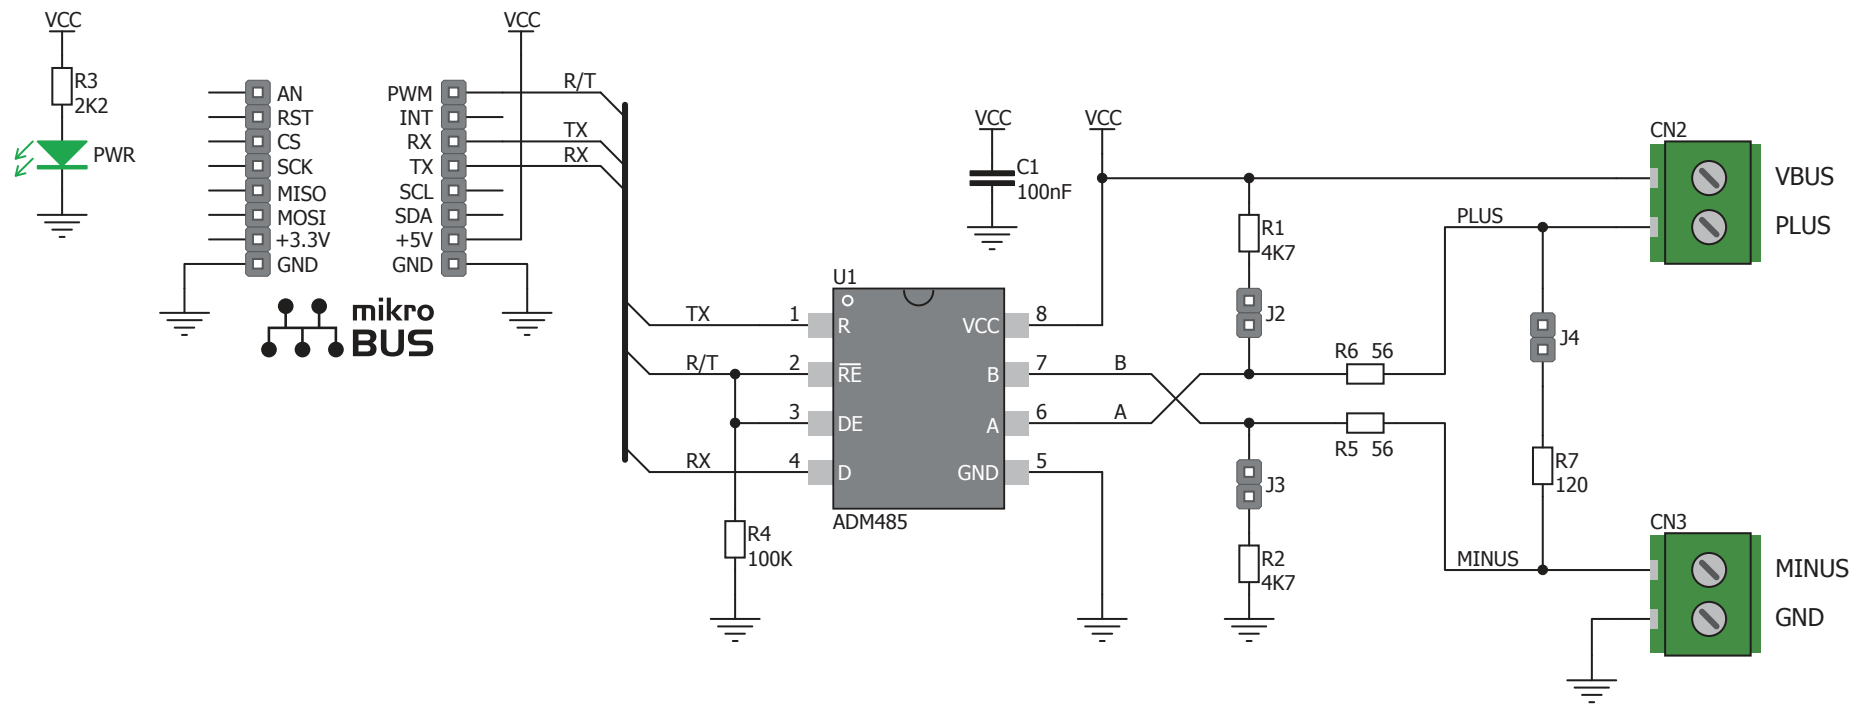 VCC
R3
2K2
PWR
AN
RST
CS
SCK
MISO
MOSI
+3.3V
GND
mikro
BUS
VCC
PWM
INT
RX
TX
SCL
SDA
+5V
GND
R/T
TX
RX
TX
R/T
RX
R4
100K
U1
1
R
2
RE
3
DE
4
D
VCC
8
B
7
A
6
GND
5
ADM485
VCC
C1
100nF
VCC
B
A
R1
4K7
J2
J3
R2
4K7
R6 56
R5 56
PLUS
MINUS
J4
R7
120
CN2
VBUS
PLUS
CN3
MINUS
GND